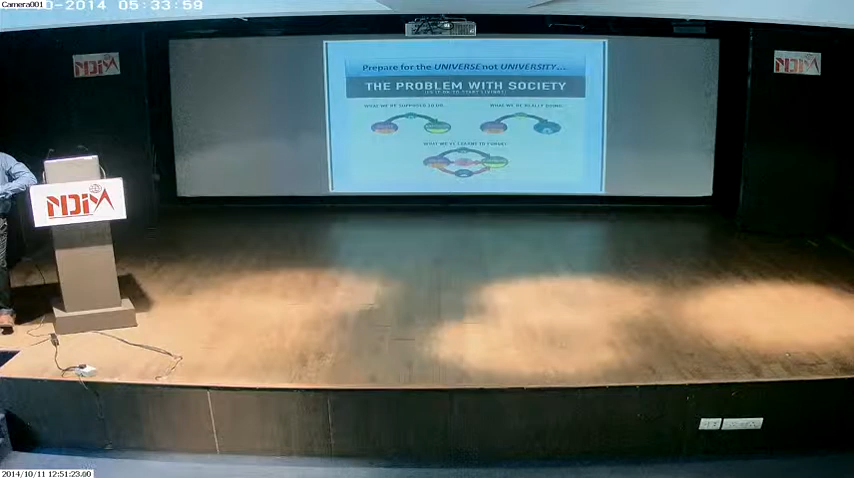 Camera001
0-2014 05:33:59
NDIM
NDIM
Prepare for the UNIVERSE not UNIVERSITY...
THE PROBLEM WITH SOCIETY
WHAT WE'RE SUPPOSED TO DO...
WHAT WE'RE REALLY DOING...
NDIM
2014/10/11 12:51:23.00